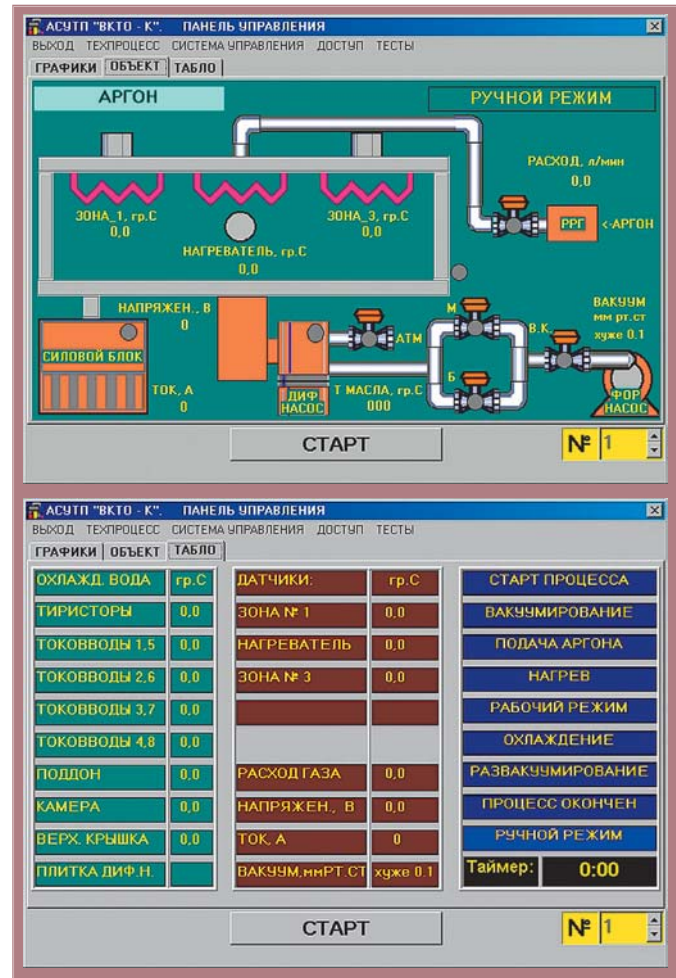 АСУТП "ВКТО - К". ПАНЕЛЬ УПРАВЛЕНИЯ
ВЫХОД ТЕХПРОЦЕСС СИСТЕМА УПРАВЛЕНИЯ ДОСТУП ТЕСТЫ
ГРАФИКИ ОБЪЕКТ ТАБЛО
АРГОН РУЧНОЙ РЕЖИМ
РАСХОД, л/мин
0,0
ЗОНА_1, гр.С
0,0
ЗОНА_3, гр.С
0,0
РРГ <-АРГОН
НАГРЕВАТЕЛЬ, гр.С
0,0
НАПРЯЖЕН., В
0
М
В.К.
ВАКУУМ
мм рт.ст
хуже 0.1
АТМ
СИЛОВОЙ БЛОК
ТОК, А
0
ДИФ
НАСОС
Т МАСЛА, гр.С
000
Б
ФОР
НАСОС
СТАРТ № 1
АСУТП "ВКТО - К". ПАНЕЛЬ УПРАВЛЕНИЯ
ВЫХОД ТЕХПРОЦЕСС СИСТЕМА УПРАВЛЕНИЯ ДОСТУП ТЕСТЫ
ГРАФИКИ ОБЪЕКТ ТАБЛО
ОХЛАЖД. ВОДА гр.С ДАТЧИКИ: гр.С СТАРТ ПРОЦЕССА
ТИРИСТОРЫ 0,0 ЗОНА № 1 0,0 ВАКУУМИРОВАНИЕ
ТОКОВВОДЫ 1,5 0,0 НАГРЕВАТЕЛЬ 0,0 ПОДАЧА АРГОНА
ТОКОВВОДЫ 2,6 0,0 ЗОНА № 3 0,0 НАГРЕВ
ТОКОВВОДЫ 3,7 0,0 РАБОЧИЙ РЕЖИМ
ТОКОВВОДЫ 4,8 0,0 ОХЛАЖДЕНИЕ
ПОДДОН 0,0 РАСХОД ГАЗА 0,0 РАЗВАКУУМИРОВАНИЕ
КАМЕРА 0,0 НАПРЯЖЕН., В 0,0 ПРОЦЕСС ОКОНЧЕН
ВЕРХ. КРЫШКА 0,0 ТОК, А 0 РУЧНОЙ РЕЖИМ
ПЛИТКА ДИФ.Н. ВАКУУМ,ммРТ.СТ хуже 0.1 Таймер: 0:00
СТАРТ № 1